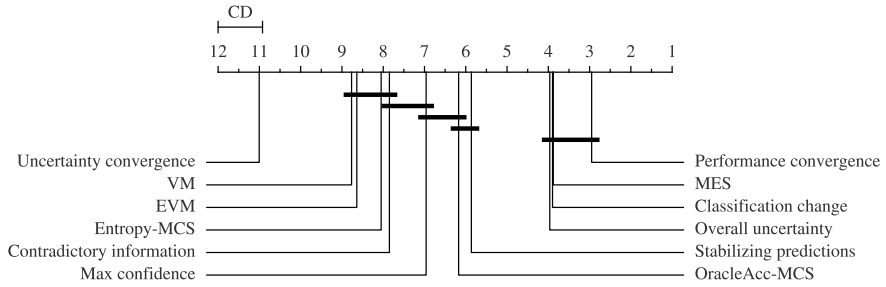 CD
12 11 10 9 8 7 6 5 4 3 2 1
Uncertainty convergence Performance convergence
VM MES
EVM Classification change
Entropy-MCS Overall uncertainty
Contradictory information Stabilizing predictions
Max confidence OracleAcc-MCS